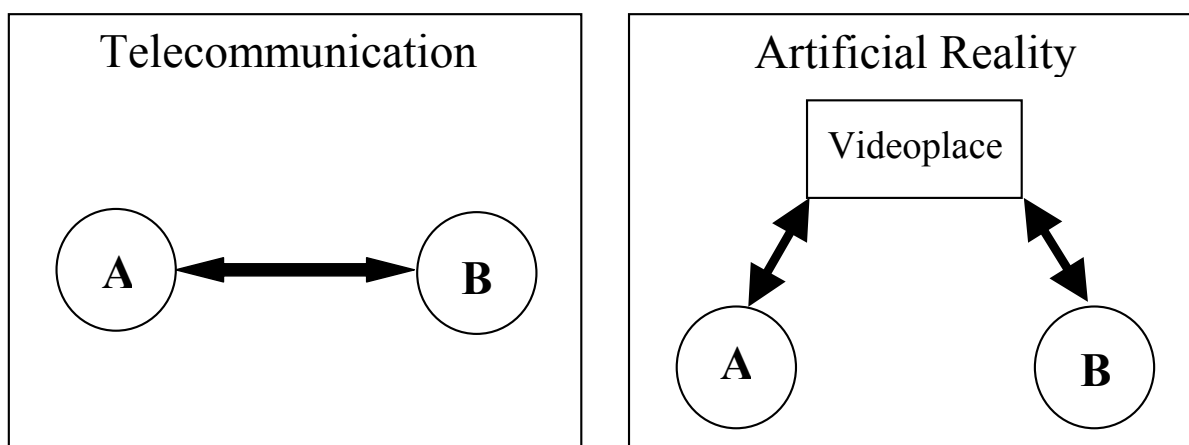 Telecommunication
A
B
Artificial Reality
Videoplace
A
B